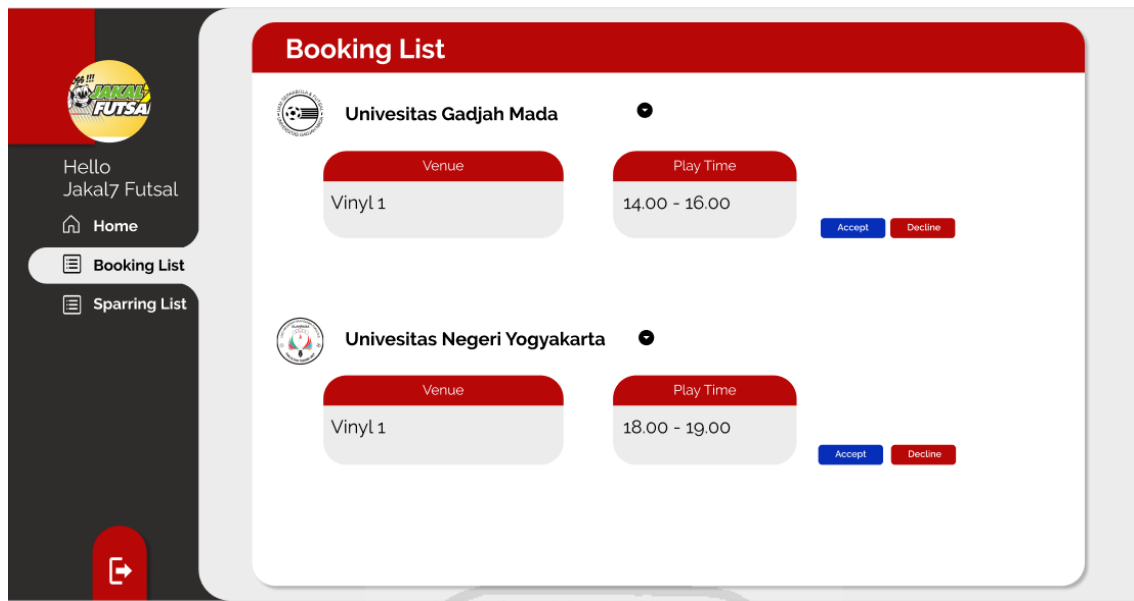 Booking List
JAKAL7
FUTSAL
Hello
Jakal7 Futsal
Home
Booking List
Sparring List
Univesitas Gadjah Mada
Venue
Play Time
Vinyl 1
14.00 - 16.00
Accept
Decline
Univesitas Negeri Yogyakarta
Venue
Play Time
Vinyl 1
18.00 - 19.00
Accept
Decline